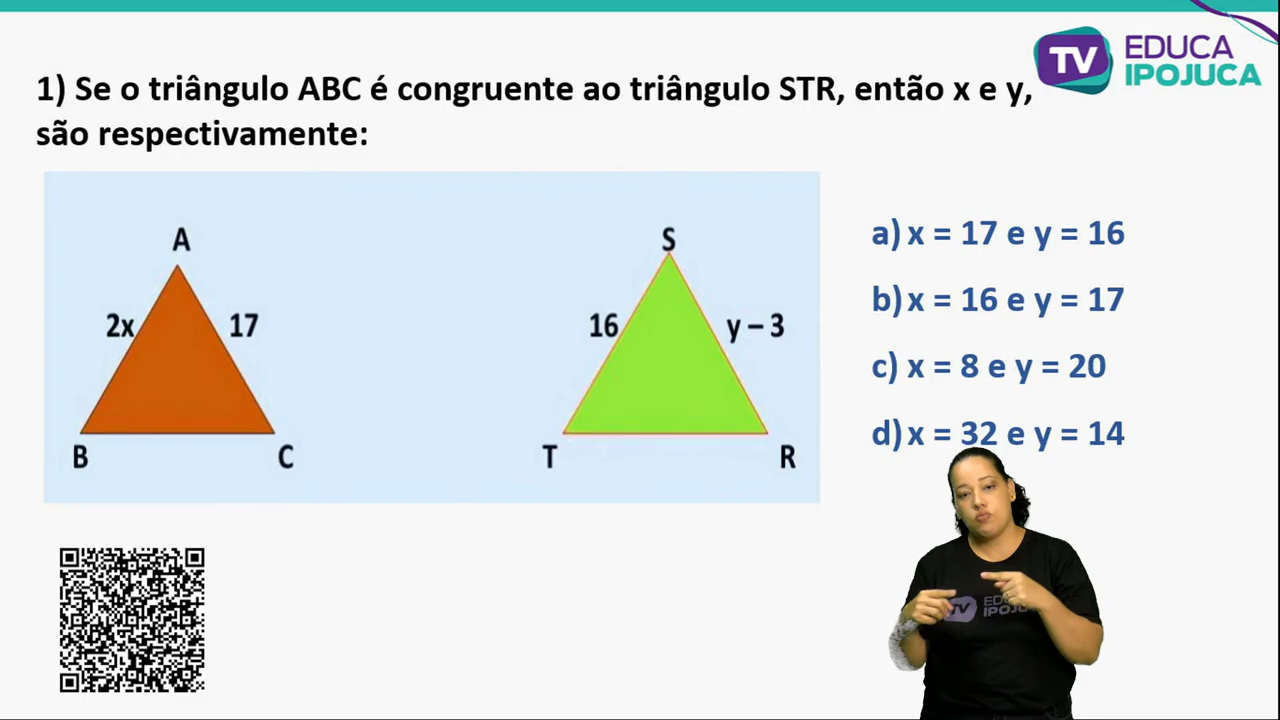 TV EDUCA
IPOJUCA
1) Se o triângulo ABC é congruente ao triângulo STR, então x e y,
são respectivamente:
A
2x 17
B C
S
16 y – 3
T R
a) x = 17 e y = 16
b) x = 16 e y = 17
c) x = 8 e y = 20
d) x = 32 e y = 14
TV